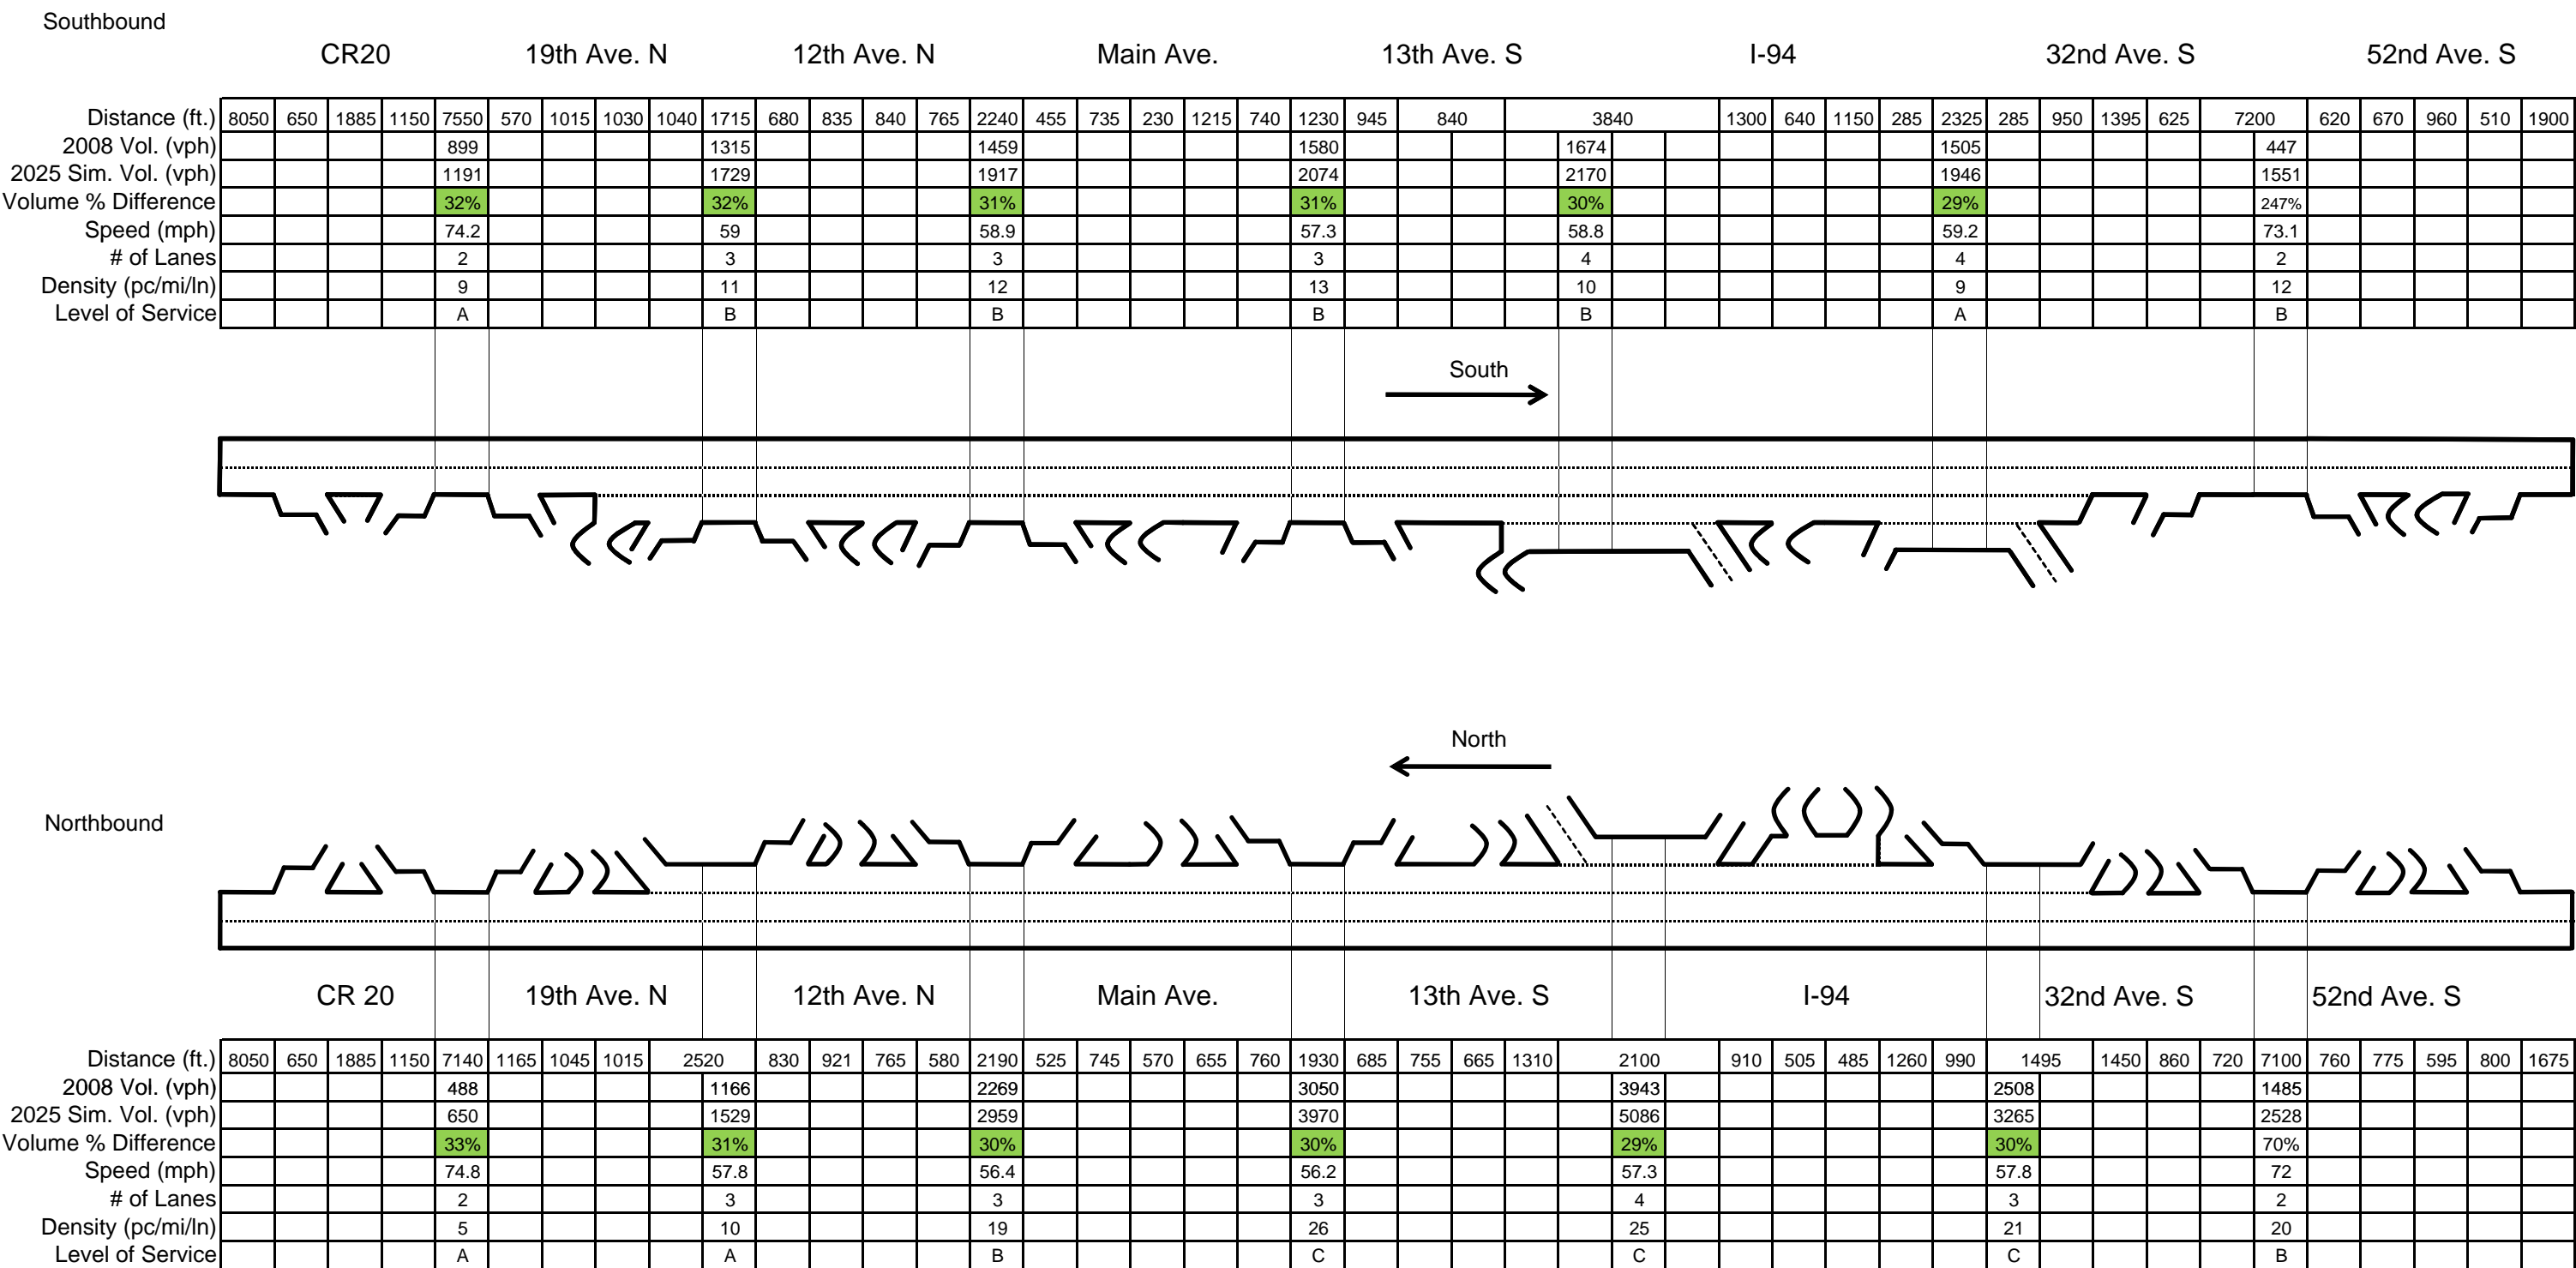 Southbound
CR20 19th Ave. N 12th Ave. N Main Ave. 13th Ave. S I-94 32nd Ave. S 52nd Ave. S
Distance (ft.) 8050 650 1885 1150 7550 570 1015 1030 1040 1715 680 835 840 765 2240 455 735 230 1215 740 1230 945 840 3840 1300 640 1150 285 2325 285 950 1395 625 7200 620 670 960 510 1900
2008 Vol. (vph) 899 1315 1459 1580 1674 1505 447
2025 Sim. Vol. (vph) 1191 1729 1917 2074 2170 1946 1551
Volume % Difference 32% 32% 31% 31% 30% 29% 247%
Speed (mph) 74.2 59 58.9 57.3 58.8 59.2 73.1
# of Lanes 2 3 3 3 4 4 2
Density (pc/mi/ln) 9 11 12 13 10 9 12
Level of Service A B B B B A B
South
North
Northbound
CR 20 19th Ave. N 12th Ave. N Main Ave. 13th Ave. S I-94 32nd Ave. S 52nd Ave. S
Distance (ft.) 8050 650 1885 1150 7140 1165 1045 1015 2520 830 921 765 580 2190 525 745 570 655 760 1930 685 755 665 1310 2100 910 505 485 1260 990 1495 1450 860 720 7100 760 775 595 800 1675
2008 Vol. (vph) 488 1166 2269 3050 3943 2508 1485
2025 Sim. Vol. (vph) 650 1529 2959 3970 5086 3265 2528
Volume % Difference 33% 31% 30% 30% 29% 30% 70%
Speed (mph) 74.8 57.8 56.4 56.2 57.3 57.8 72
# of Lanes 2 3 3 3 4 3 2
Density (pc/mi/ln) 5 10 19 26 25 21 20
Level of Service A A B C C C B